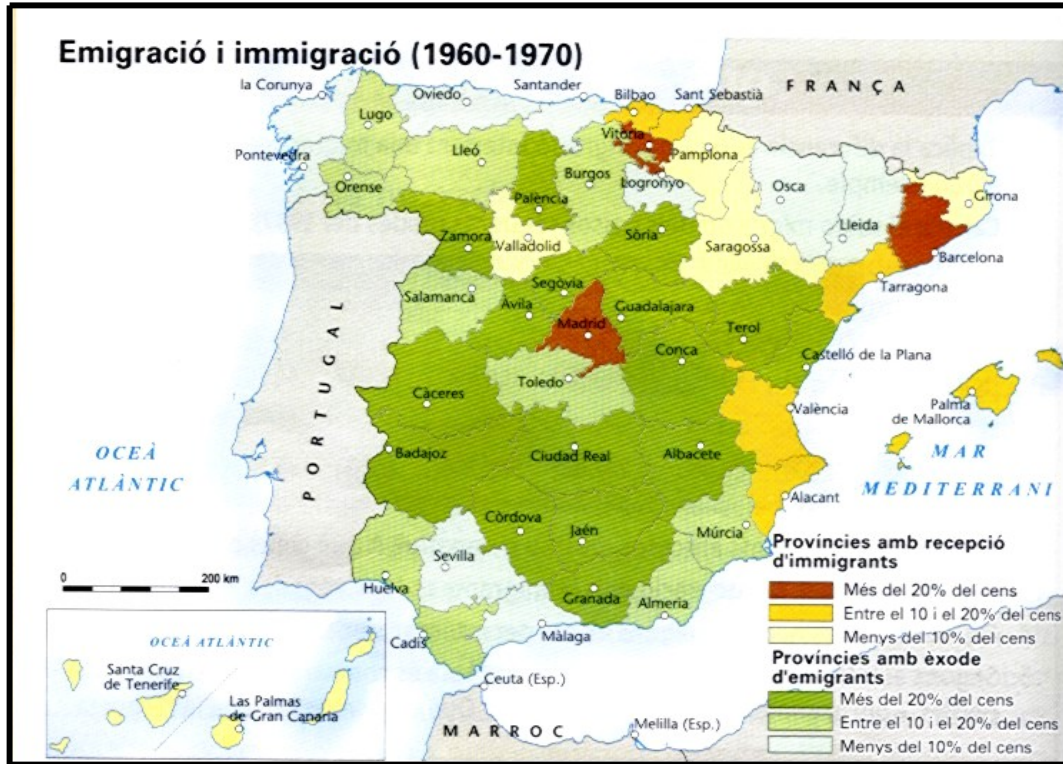 Emigració i immigració (1960-1970)
la Corunya
Oviedo
Santander
Bilbao
Sant Sebastià
FRANÇA
Lugo
Vitòria
Pontevedra
Lleó
Pamplona
Burgos
Logronyo
Osca
Girona
Orense
Palència
Lleida
Zamora
Valladolid
Sòria
Saragossa
Barcelona
Tarragona
Segòvia
Salamanca
Àvila
Guadalajara
Madrid
Terol
Conca
Castelló de la Plana
PORTUGAL
Toledo
Càceres
València
Palma
de Mallorca
OCEÀ
ATLÀNTIC
Badajoz
Ciudad Real
Albacete
MAR
MEDITERRANI
Alacant
Còrdova
Jaén
Múrcia
Sevilla
Huelva
Granada
Almeria
Cadis
Màlaga
0 200 km
Ceuta (Esp.)
MARROC
Melilla (Esp.)
OCEÀ ATLÀNTIC
Santa Cruz
de Tenerife
Las Palmas
de Gran Canaria
Províncies amb recepció
d'immigrants
Més del 20% del cens
Entre el 10 i el 20% del cens
Menys del 10% del cens
Províncies amb èxode
d'emigrants
Més del 20% del cens
Entre el 10 i el 20% del cens
Menys del 10% del cens